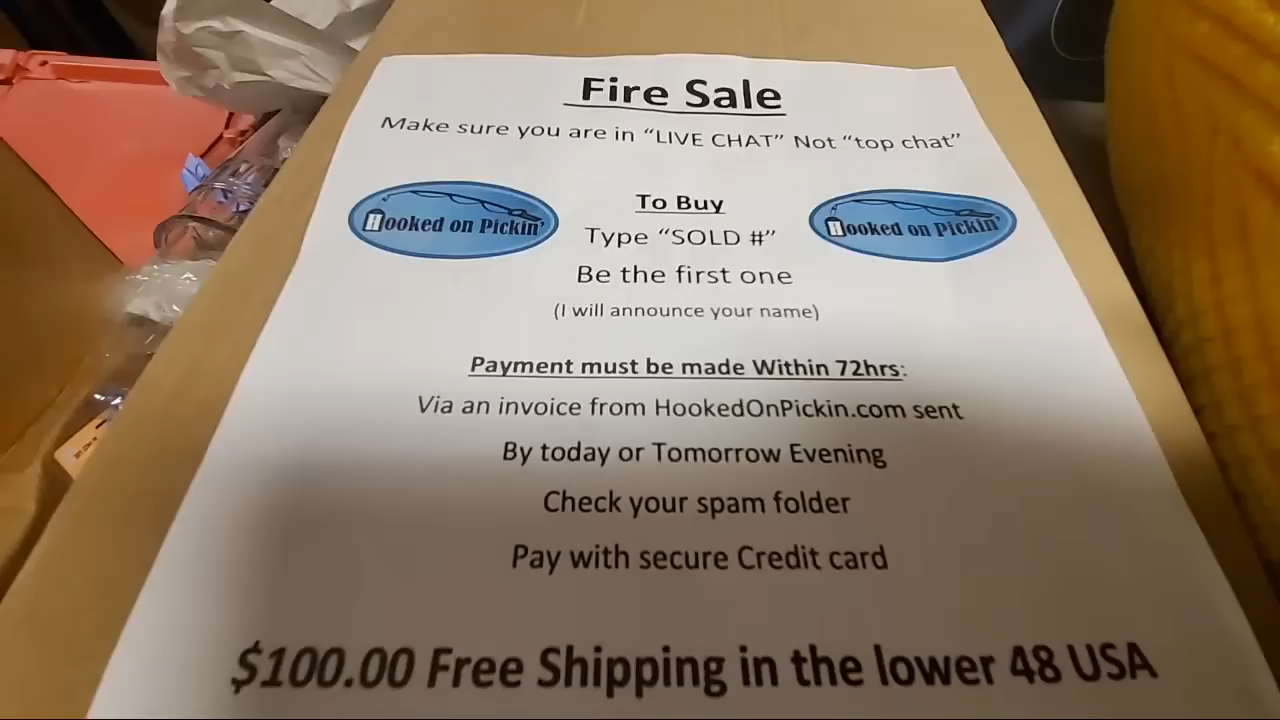 Fire Sale
Make sure you are in “LIVE CHAT” Not “top chat”
Hooked on Pickin'
Hooked on Pickin'
To Buy
Type “SOLD #”
Be the first one
(I will announce your name)
Payment must be made Within 72hrs:
Via an invoice from HookedOnPickin.com sent
By today or Tomorrow Evening
Check your spam folder
Pay with secure Credit card
$100.00 Free Shipping in the lower 48 USA